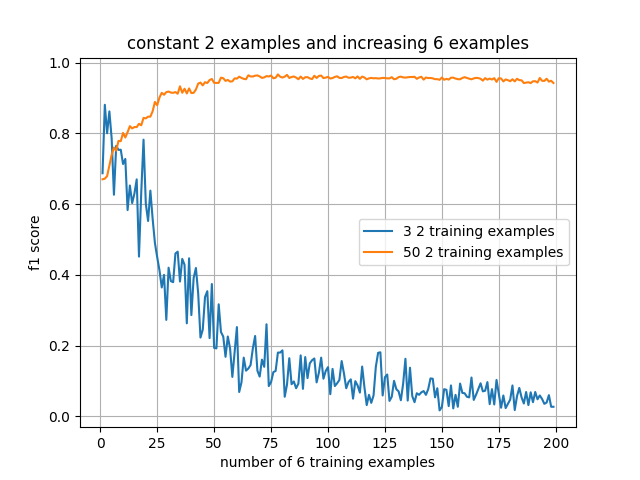 constant 2 examples and increasing 6 examples
f1 score
1.0
0.8
0.6
0.4
0.2
0.0
3 2 training examples
50 2 training examples
0 25 50 75 100 125 150 175 200
number of 6 training examples